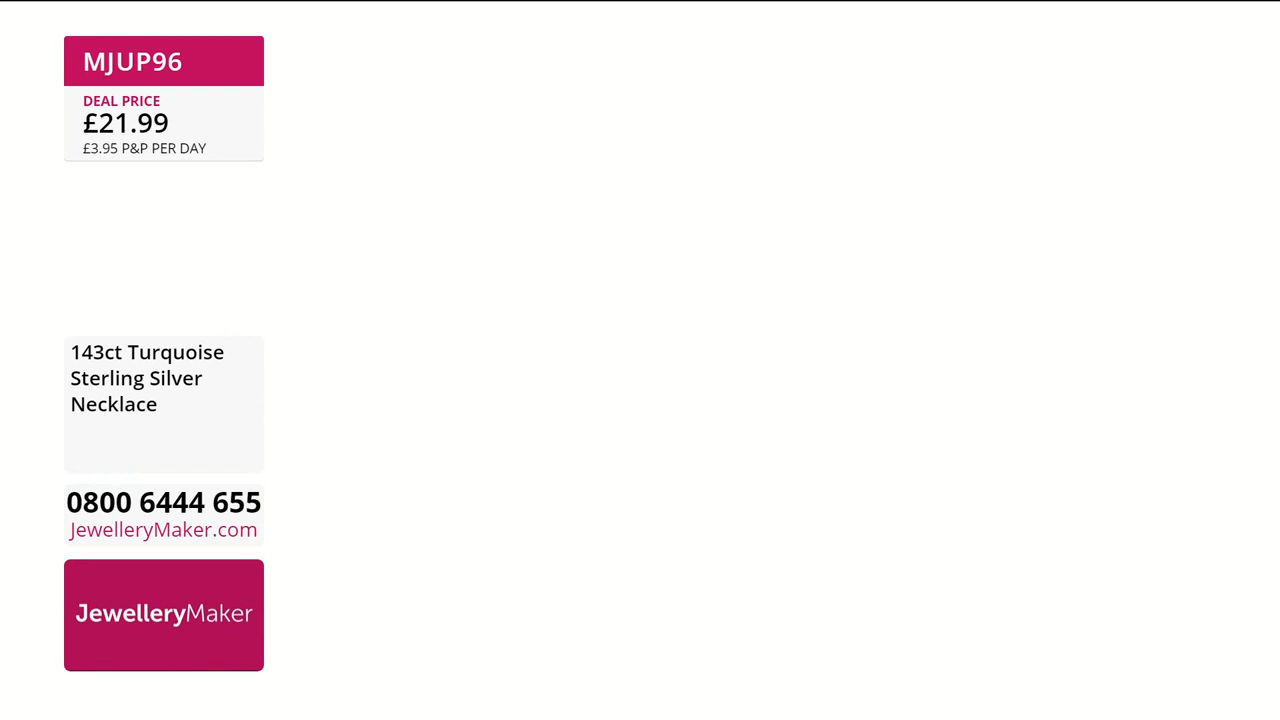 MJUP96
DEAL PRICE
£21.99
£3.95 P&P PER DAY
143ct Turquoise
Sterling Silver
Necklace
0800 6444 655
JewelleryMaker.com
JewelleryMaker